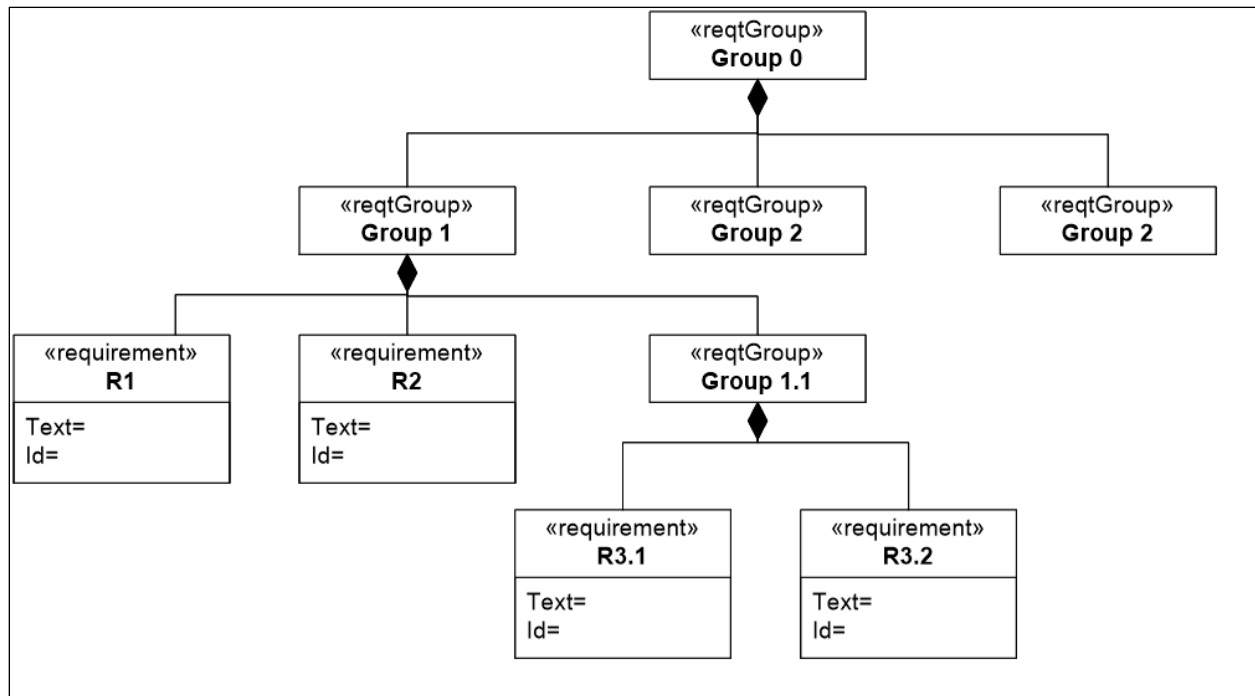 «reqtGroup»
Group 0
«reqtGroup»
Group 1
«reqtGroup»
Group 2
«reqtGroup»
Group 2
«requirement»
R1
Text=
Id=
«requirement»
R2
Text=
Id=
«reqtGroup»
Group 1.1
«requirement»
R3.1
Text=
Id=
«requirement»
R3.2
Text=
Id=